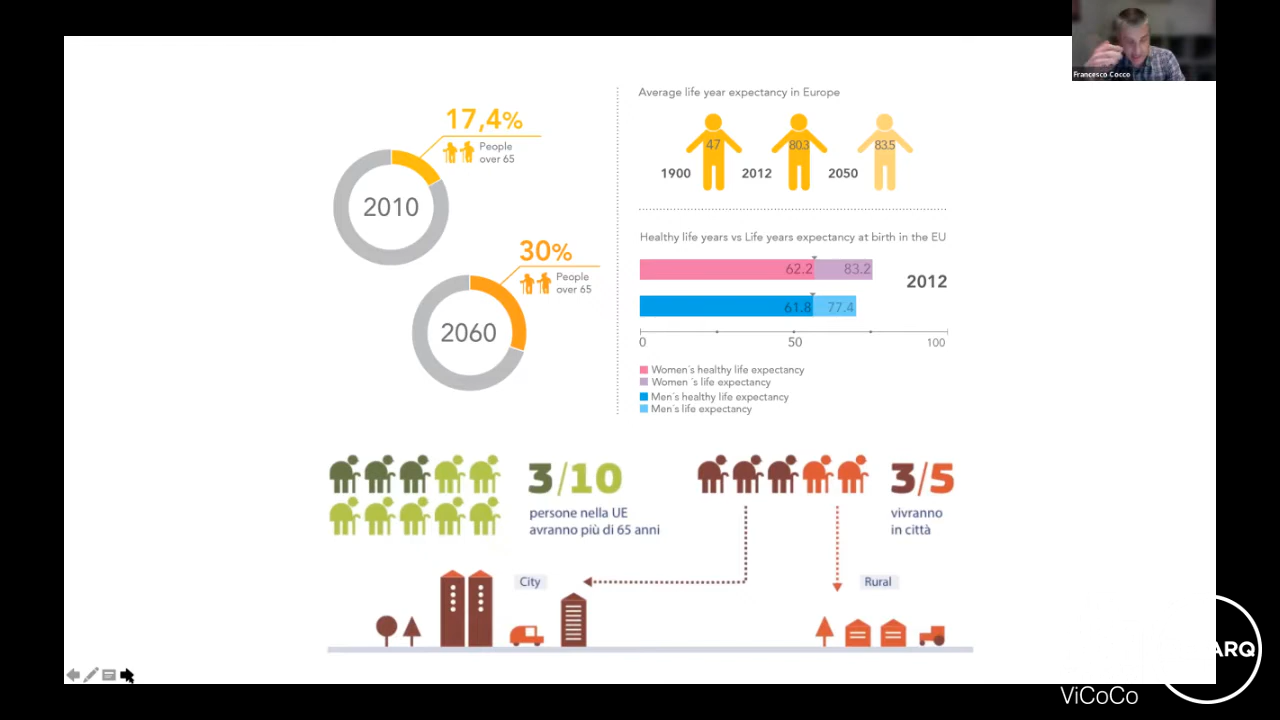 Francesco Cocco
17,4%
People
over 65
2010
30%
People
over 65
2060
Average life year expectancy in Europe
47
80.3
83.5
1900
2012
2050
Healthy life years vs Life years expectancy at birth in the EU
62.2
83.2
2012
61.8
77.4
0
50
100
Women´s healthy life expectancy
Women ´s life expectancy
Men´s healthy life expectancy
Men´s life expectancy
3/10
persone nella UE
avranno più di 65 anni
3/5
vivranno
in città
City
Rural
ARQ
ViCoCo